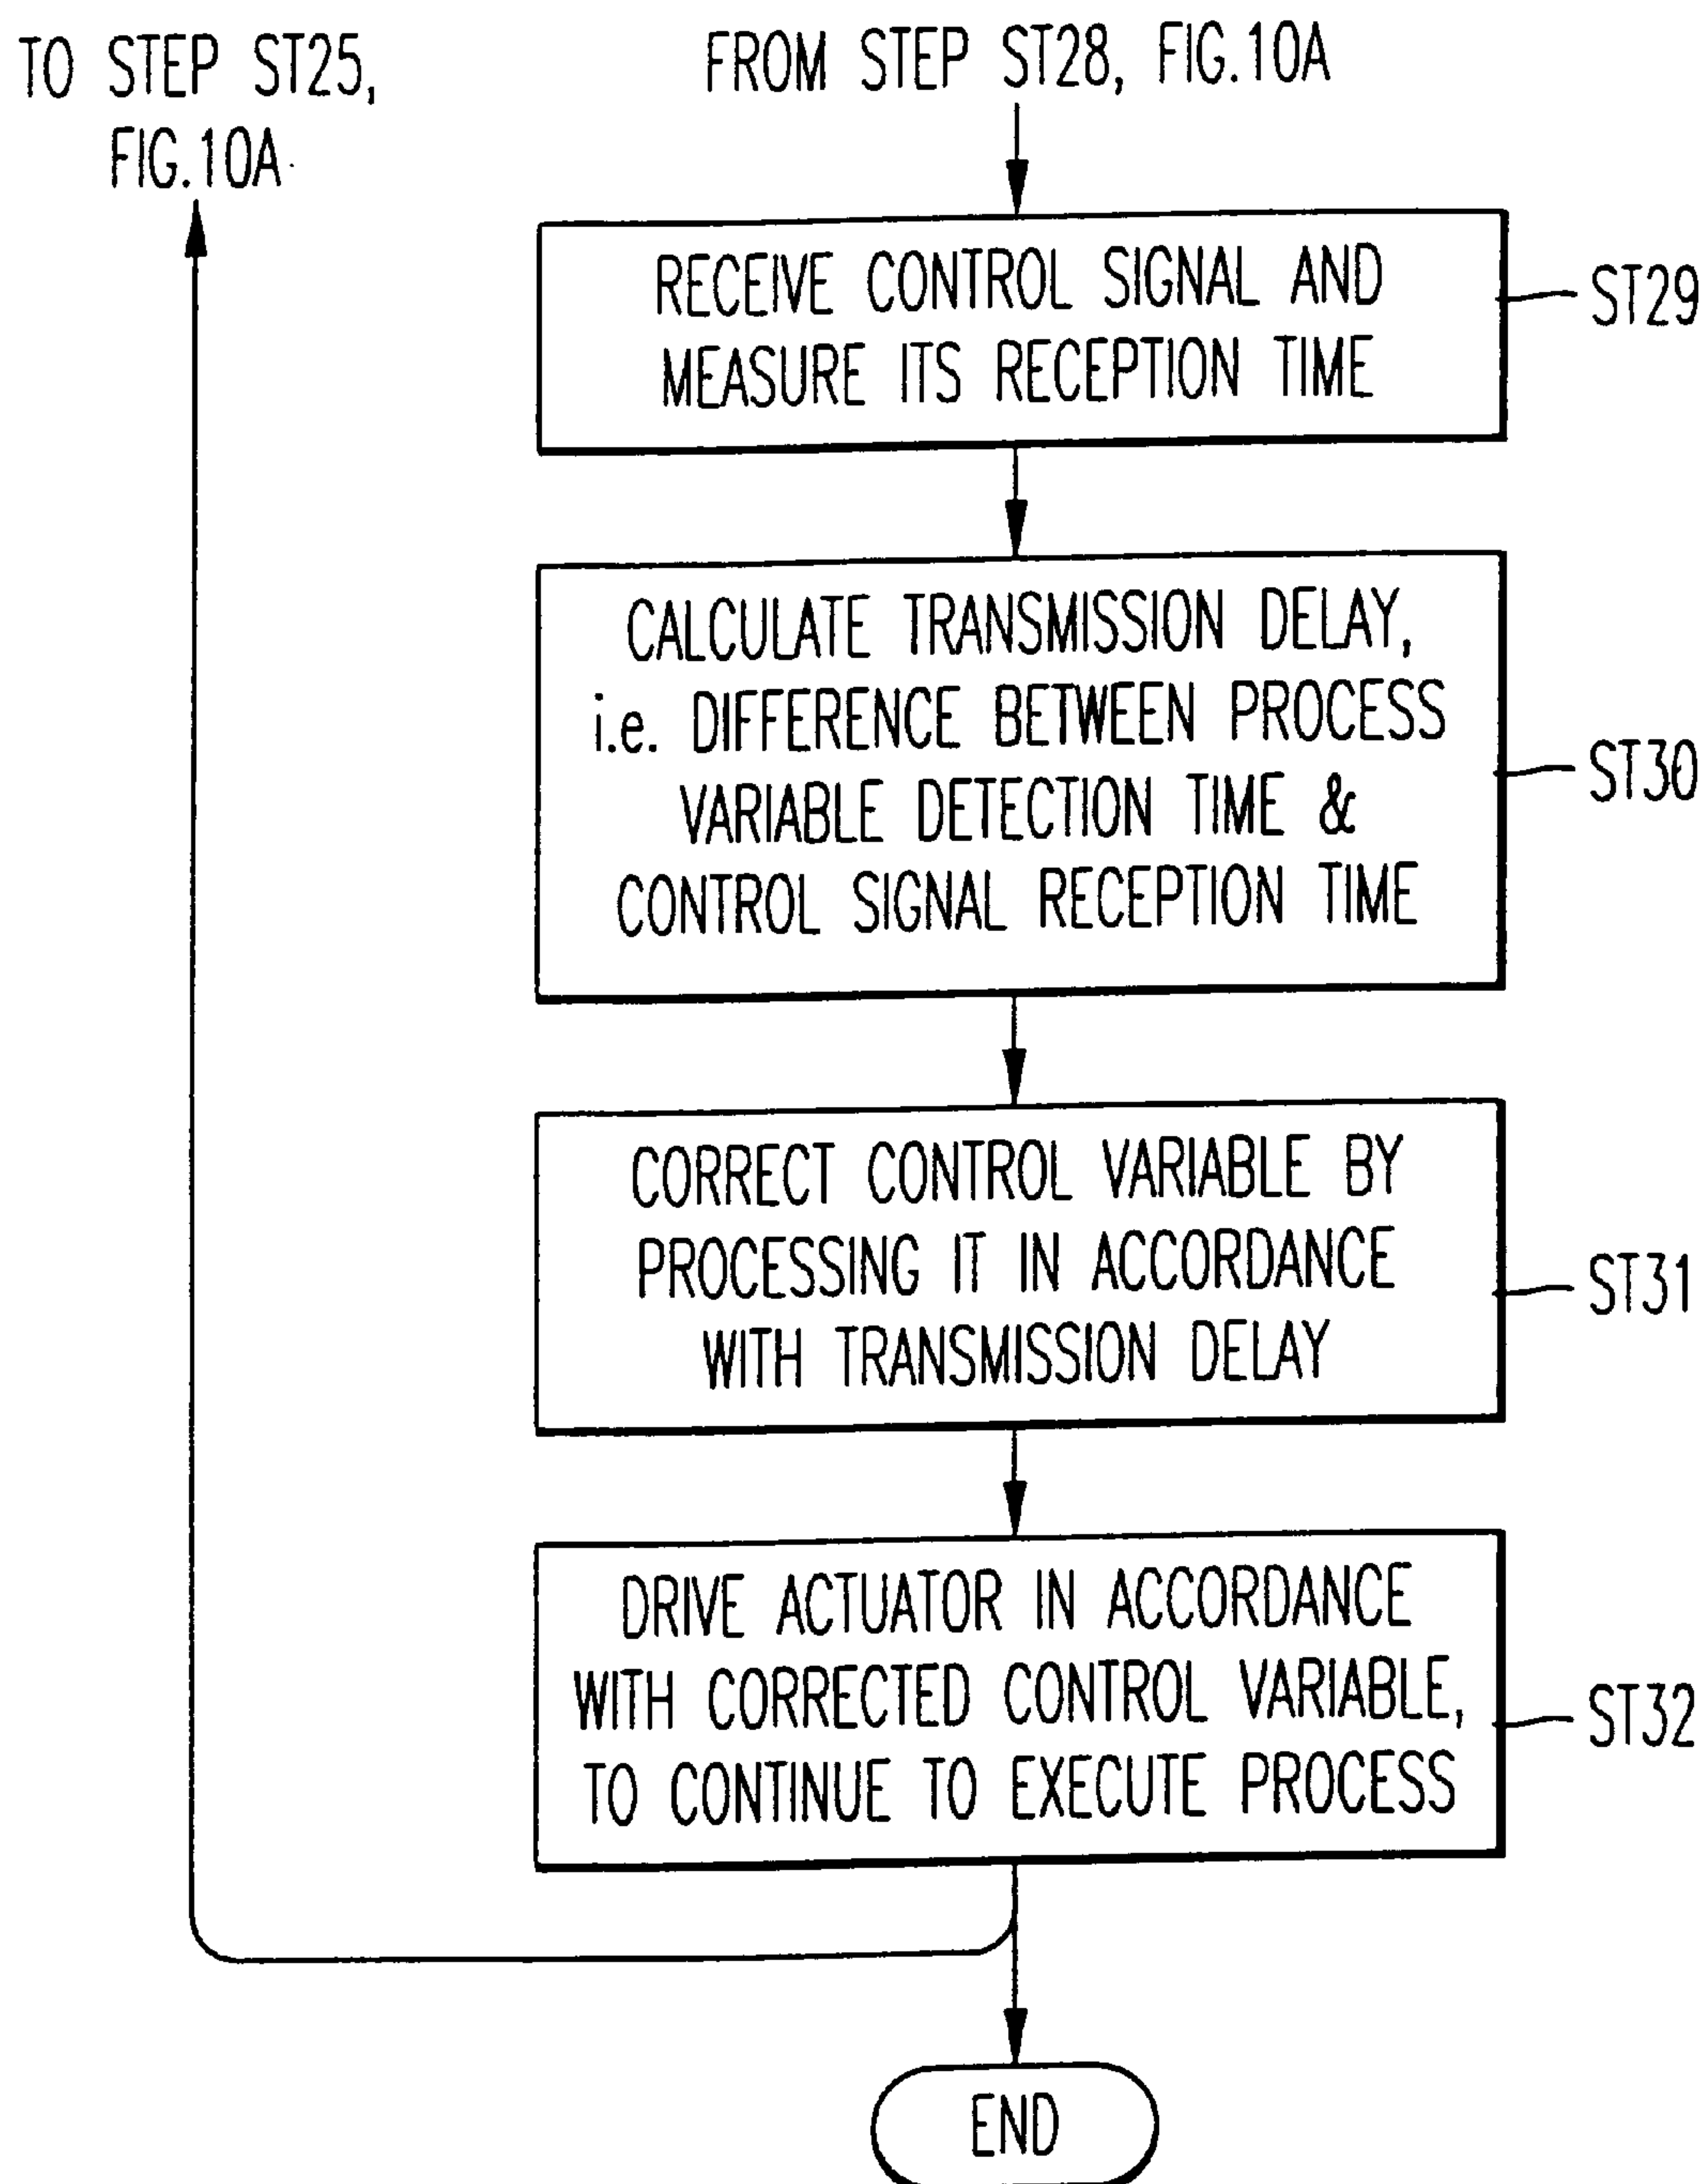 TO STEP ST25,
FIG.10A
FROM STEP ST28, FIG.10A
RECEIVE CONTROL SIGNAL AND
MEASURE ITS RECEPTION TIME
ST29
CALCULATE TRANSMISSION DELAY,
i.e. DIFFERENCE BETWEEN PROCESS
VARIABLE DETECTION TIME &
CONTROL SIGNAL RECEPTION TIME
ST30
CORRECT CONTROL VARIABLE BY
PROCESSING IT IN ACCORDANCE
WITH TRANSMISSION DELAY
ST31
DRIVE ACTUATOR IN ACCORDANCE
WITH CORRECTED CONTROL VARIABLE,
TO CONTINUE TO EXECUTE PROCESS
ST32
END